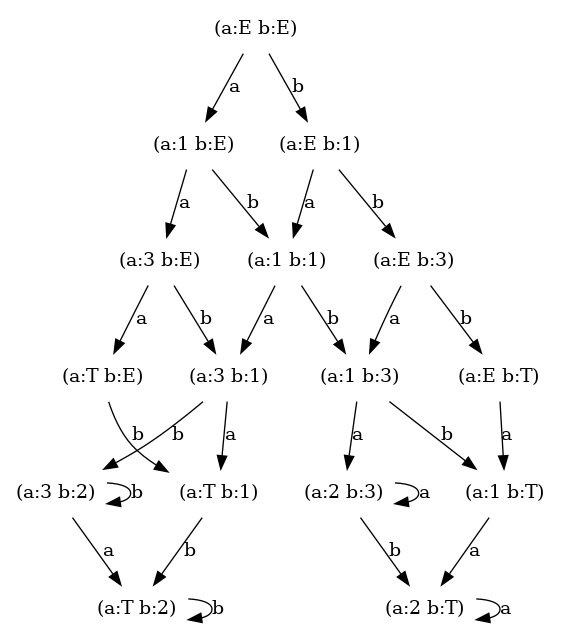 (a:E b:E)
a b
(a:1 b:E) (a:E b:1)
a b a b
(a:3 b:E) (a:1 b:1) (a:E b:3)
a b a b a b
(a:T b:E) (a:3 b:1) (a:1 b:3) (a:E b:T)
b b a a b a
(a:3 b:2) b (a:T b:1) (a:2 b:3) a (a:1 b:T)
a b b a
(a:T b:2) b (a:2 b:T) a